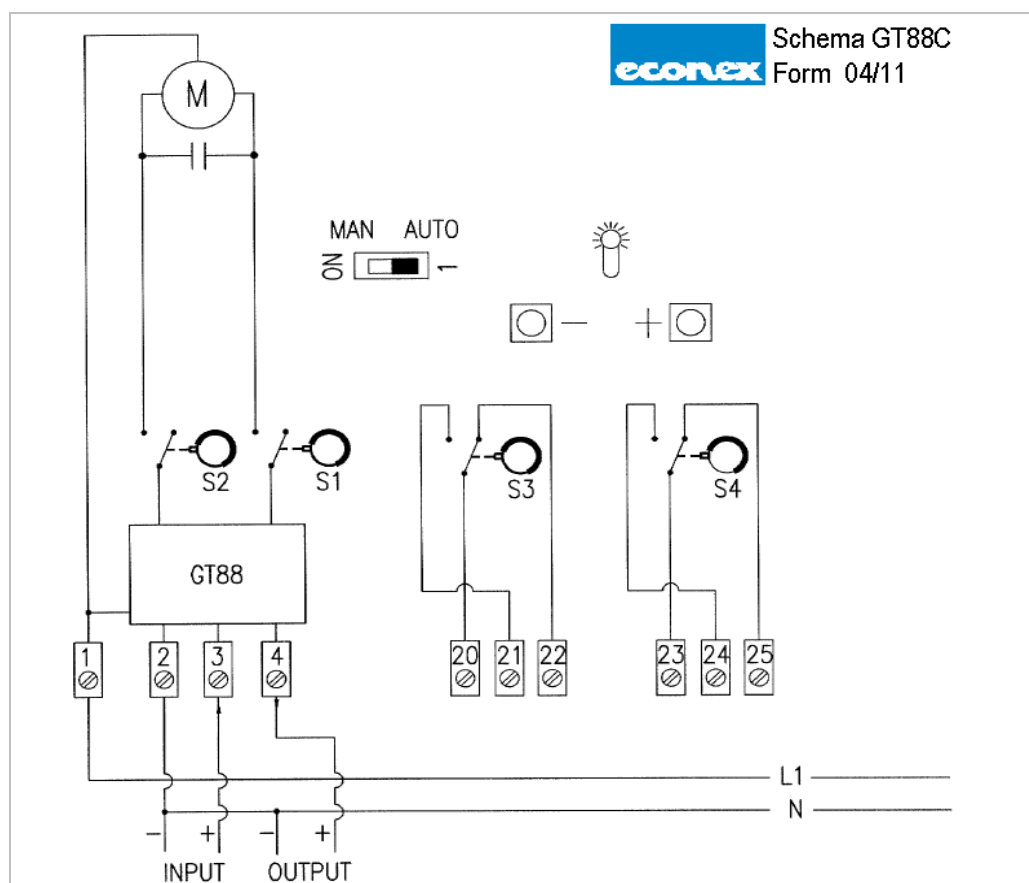 econex
Schema GT88C
Form 04/11
M
MAN AUTO
ON 1
− + 
S2 S1 S3 S4
GT88
1 2 3 4 20 21 22 23 24 25
L1
N
− + − +
INPUT OUTPUT